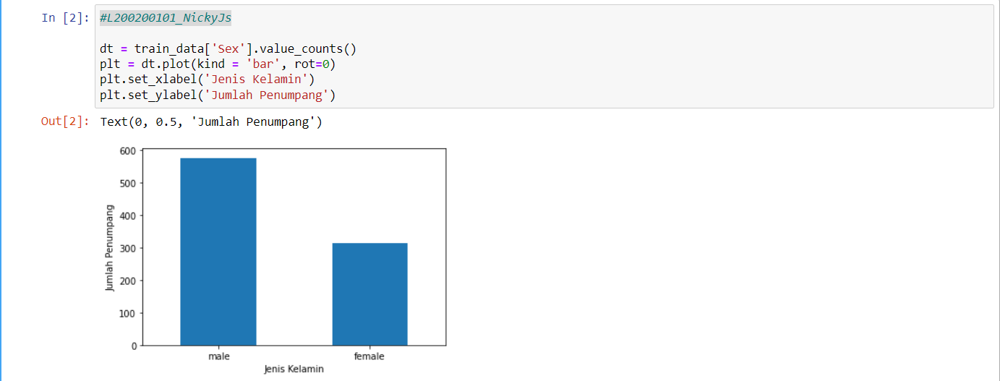 In [2]: #L200200101_NickyJs
dt = train_data['Sex'].value_counts()
plt = dt.plot(kind = 'bar', rot=0)
plt.set_xlabel('Jenis Kelamin')
plt.set_ylabel('Jumlah Penumpang')
Out[2]: Text(0, 0.5, 'Jumlah Penumpang')
600
500
400
300
200
100
0
Jumlah Penumpang
male female
Jenis Kelamin